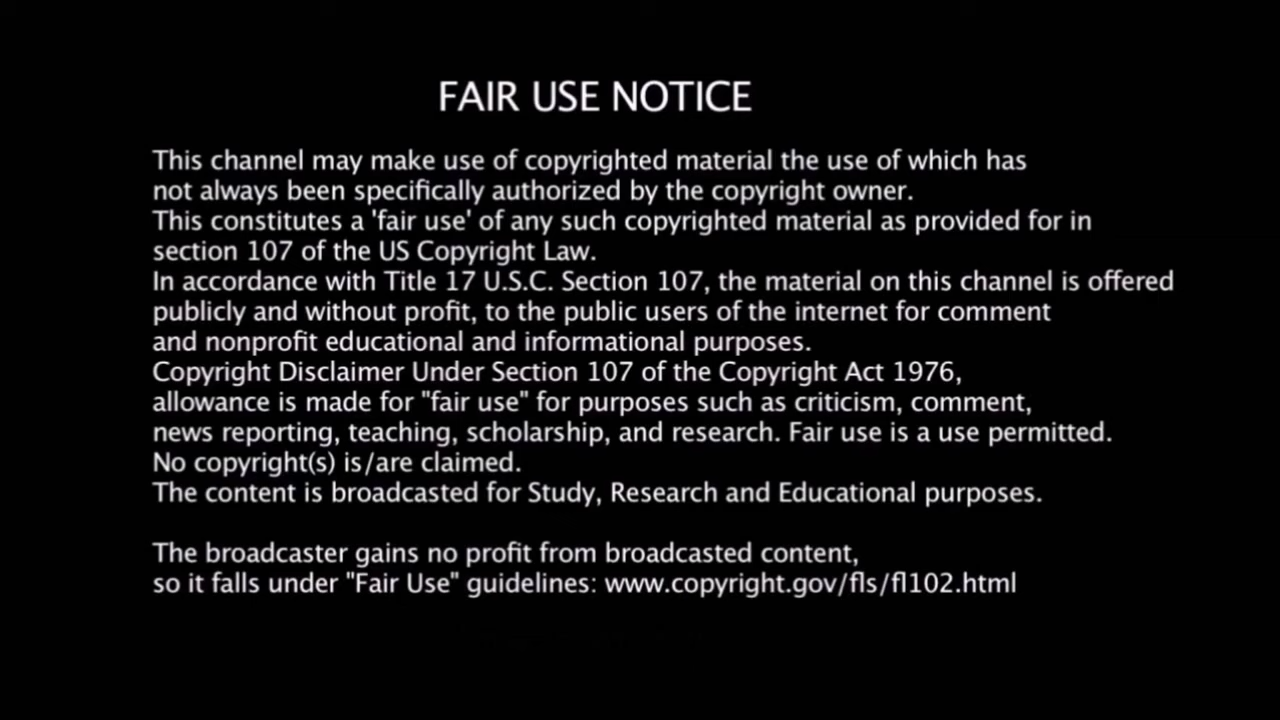 FAIR USE NOTICE
This channel may make use of copyrighted material the use of which has
not always been specifically authorized by the copyright owner.
This constitutes a 'fair use' of any such copyrighted material as provided for in
section 107 of the US Copyright Law.
In accordance with Title 17 U.S.C. Section 107, the material on this channel is offered
publicly and without profit, to the public users of the internet for comment
and nonprofit educational and informational purposes.
Copyright Disclaimer Under Section 107 of the Copyright Act 1976,
allowance is made for "fair use" for purposes such as criticism, comment,
news reporting, teaching, scholarship, and research. Fair use is a use permitted.
No copyright(s) is/are claimed.
The content is broadcasted for Study, Research and Educational purposes.
The broadcaster gains no profit from broadcasted content,
so it falls under "Fair Use" guidelines: www.copyright.gov/fls/fl102.html